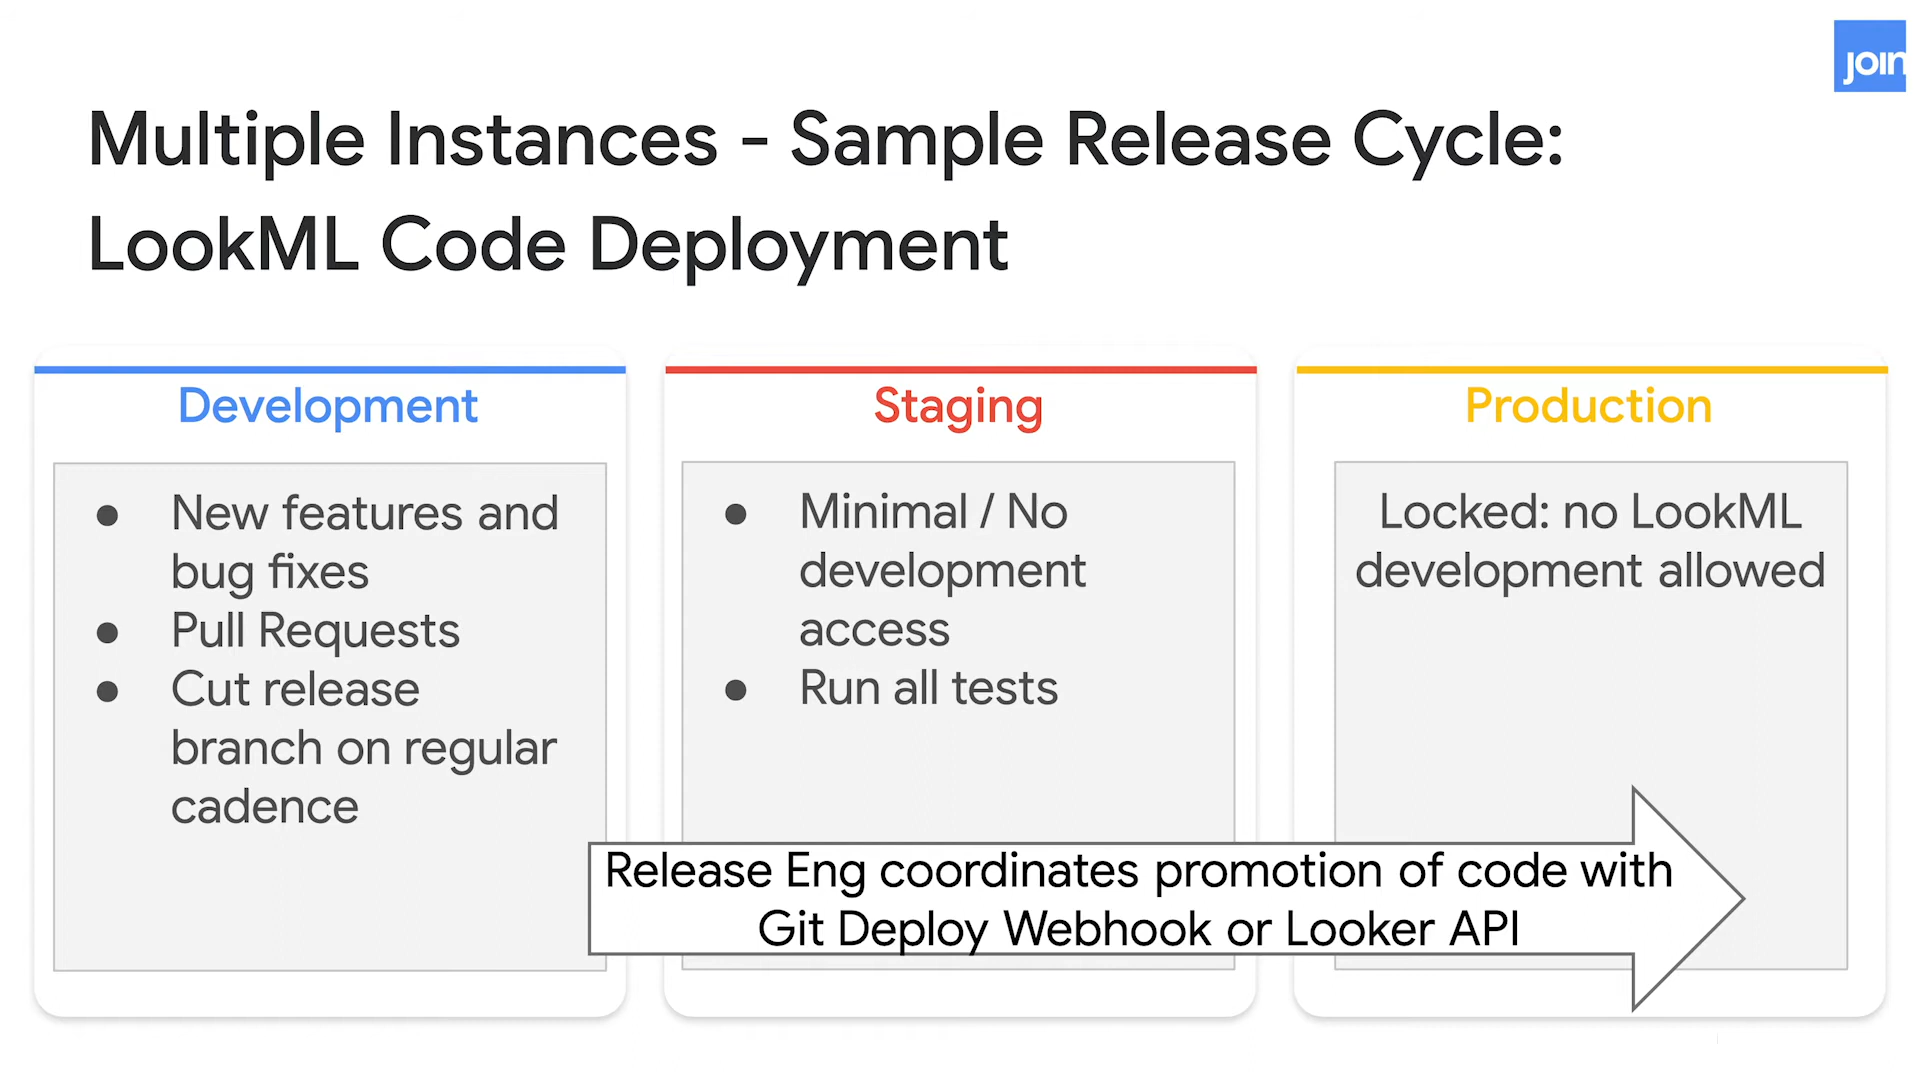 JOIN
Multiple Instances - Sample Release Cycle:
LookML Code Deployment
Development
● New features and
bug fixes
● Pull Requests
● Cut release
branch on regular
cadence
Staging
● Minimal / No
development
access
● Run all tests
Production
Locked: no LookML
development allowed
Release Eng coordinates promotion of code with
Git Deploy Webhook or Looker API